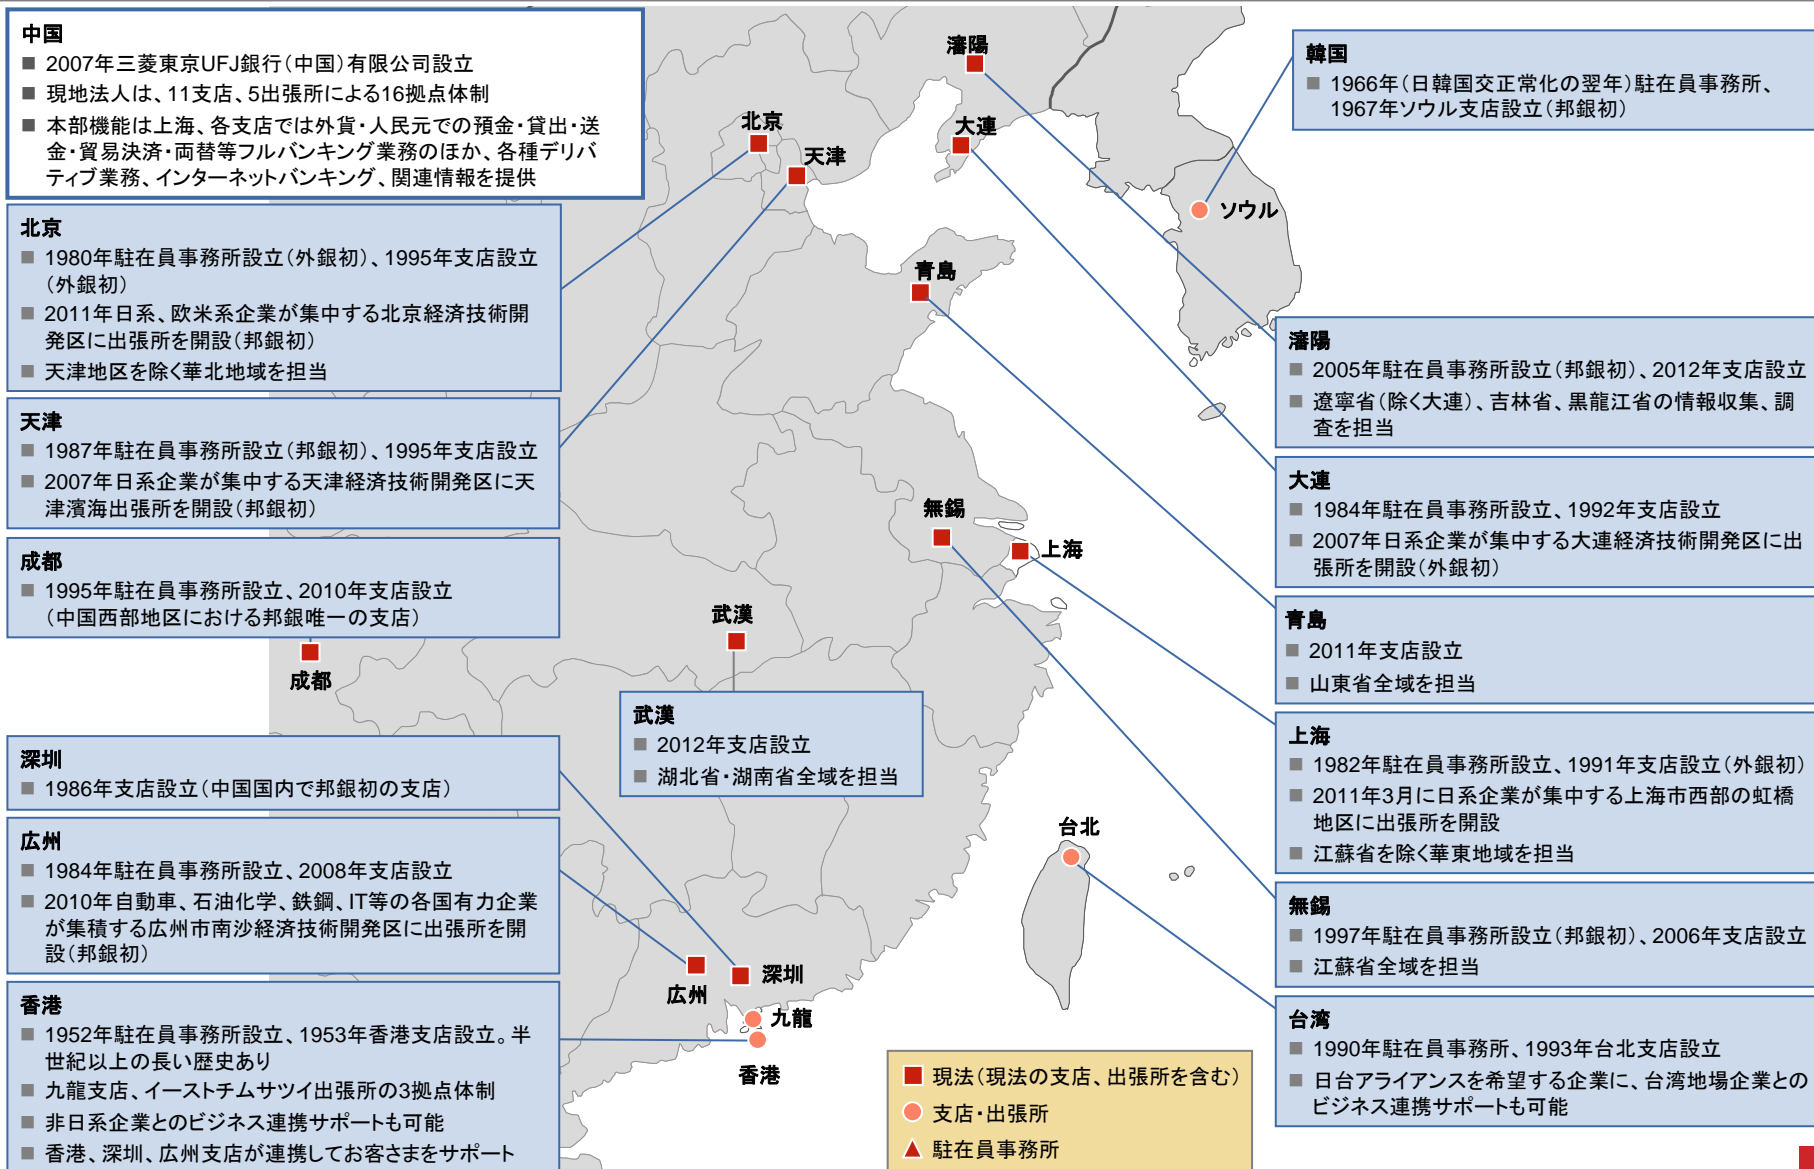 中国
■ 2007年三菱東京UFJ銀行(中国)有限公司設立
■ 現地法人は、11支店、5出張所による16拠点体制
■ 本部機能は上海、各支店では外貨・人民元での預金・貸出・送
金・貿易決済・両替等フルバンキング業務のほか、各種デリバ
ティブ業務、インターネットバンキング、関連情報を提供
北京
■ 1980年駐在員事務所設立(外銀初)、1995年支店設立
(外銀初)
■ 2011年日系、欧米系企業が集中する北京経済技術開
発区に出張所を開設(邦銀初)
■ 天津地区を除く華北地域を担当
天津
■ 1987年駐在員事務所設立(邦銀初)、1995年支店設立
■ 2007年日系企業が集中する天津経済技術開発区に天
津濱海出張所を開設(邦銀初)
成都
■ 1995年駐在員事務所設立、2010年支店設立
(中国西部地区における邦銀唯一の支店)
成都
深圳
■ 1986年支店設立(中国国内で邦銀初の支店)
広州
■ 1984年駐在員事務所設立、2008年支店設立
■ 2010年自動車、石油化学、鉄鋼、IT等の各国有力企業
が集積する広州市南沙経済技術開発区に出張所を開
設(邦銀初)
香港
■ 1952年駐在員事務所設立、1953年香港支店設立。半
世紀以上の長い歴史あり
■ 九龍支店、イーストチムサツイ出張所の3拠点体制
■ 非日系企業とのビジネス連携サポートも可能
■ 香港、深圳、広州支店が連携してお客さまをサポート
瀋陽
北京
大連
天津
ソウル
青島
無錫
上海
武漢
武漢
■ 2012年支店設立
■ 湖北省・湖南省全域を担当
台北
深圳
広州
九龍
香港
現法(現法の支店、出張所を含む)
支店・出張所
駐在員事務所
韓国
■ 1966年(日韓国交正常化の翌年)駐在員事務所、
1967年ソウル支店設立(邦銀初)
瀋陽
■ 2005年駐在員事務所設立(邦銀初)、2012年支店設立
■ 遼寧省(除く大連)、吉林省、黒龍江省の情報収集、調
査を担当
大連
■ 1984年駐在員事務所設立、1992年支店設立
■ 2007年日系企業が集中する大連経済技術開発区に出
張所を開設(外銀初)
青島
■ 2011年支店設立
■ 山東省全域を担当
上海
■ 1982年駐在員事務所設立、1991年支店設立(外銀初)
■ 2011年3月に日系企業が集中する上海市西部の虹橋
地区に出張所を開設
■ 江蘇省を除く華東地域を担当
無錫
■ 1997年駐在員事務所設立(邦銀初)、2006年支店設立
■ 江蘇省全域を担当
台湾
■ 1990年駐在員事務所、1993年台北支店設立
■ 日台アライアンスを希望する企業に、台湾地場企業との
ビジネス連携サポートも可能